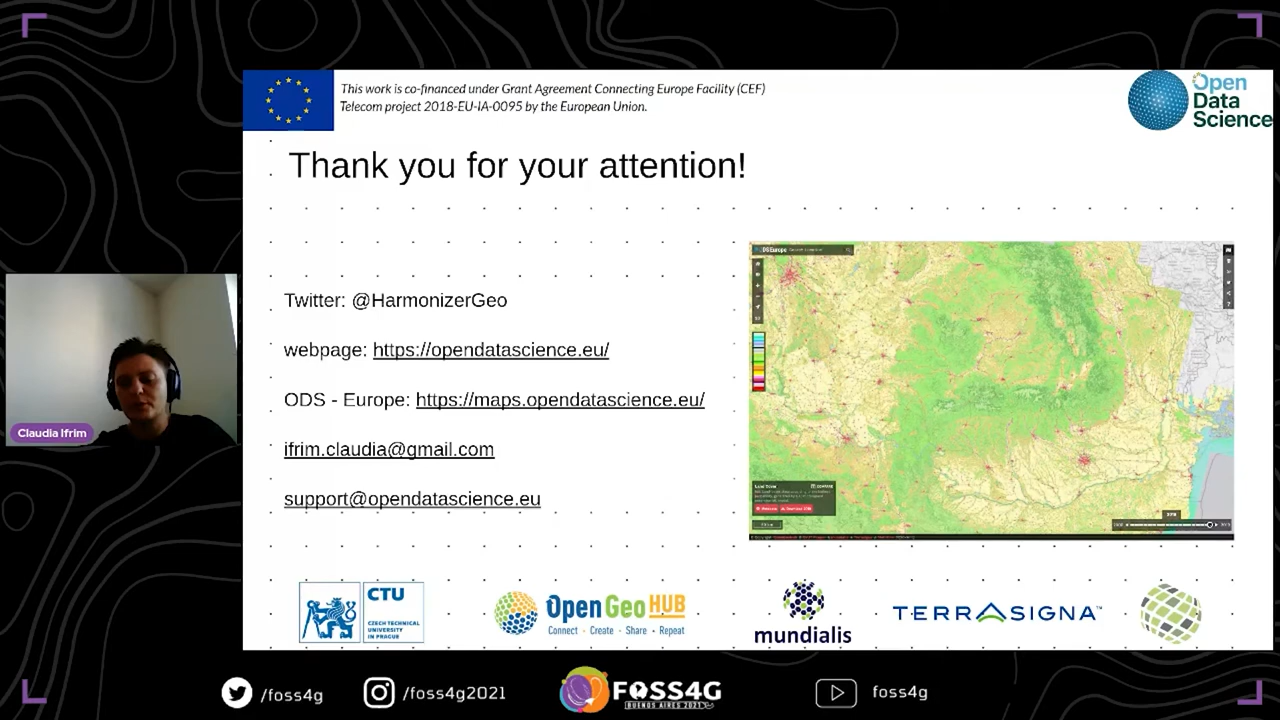 This work is co-financed under Grant Agreement Connecting Europe Facility (CEF)
Telecom project 2018-EU-IA-0095 by the European Union.
Open
Data
Science
Thank you for your attention!
Twitter: @HarmonizerGeo
webpage: https://opendatascience.eu/
ODS - Europe: https://maps.opendatascience.eu/
ifrim.claudia@gmail.com
support@opendatascience.eu
Claudia Ifrim
CTU
CZECH TECHNICAL
UNIVERSITY
IN PRAGUE
OpenGeoHUB
Connect · Create · Share · Repeat
mundialis
TERRASIGNA™
/foss4g
/foss4g2021
FOSS4G
BUENOS AIRES 2021
foss4g